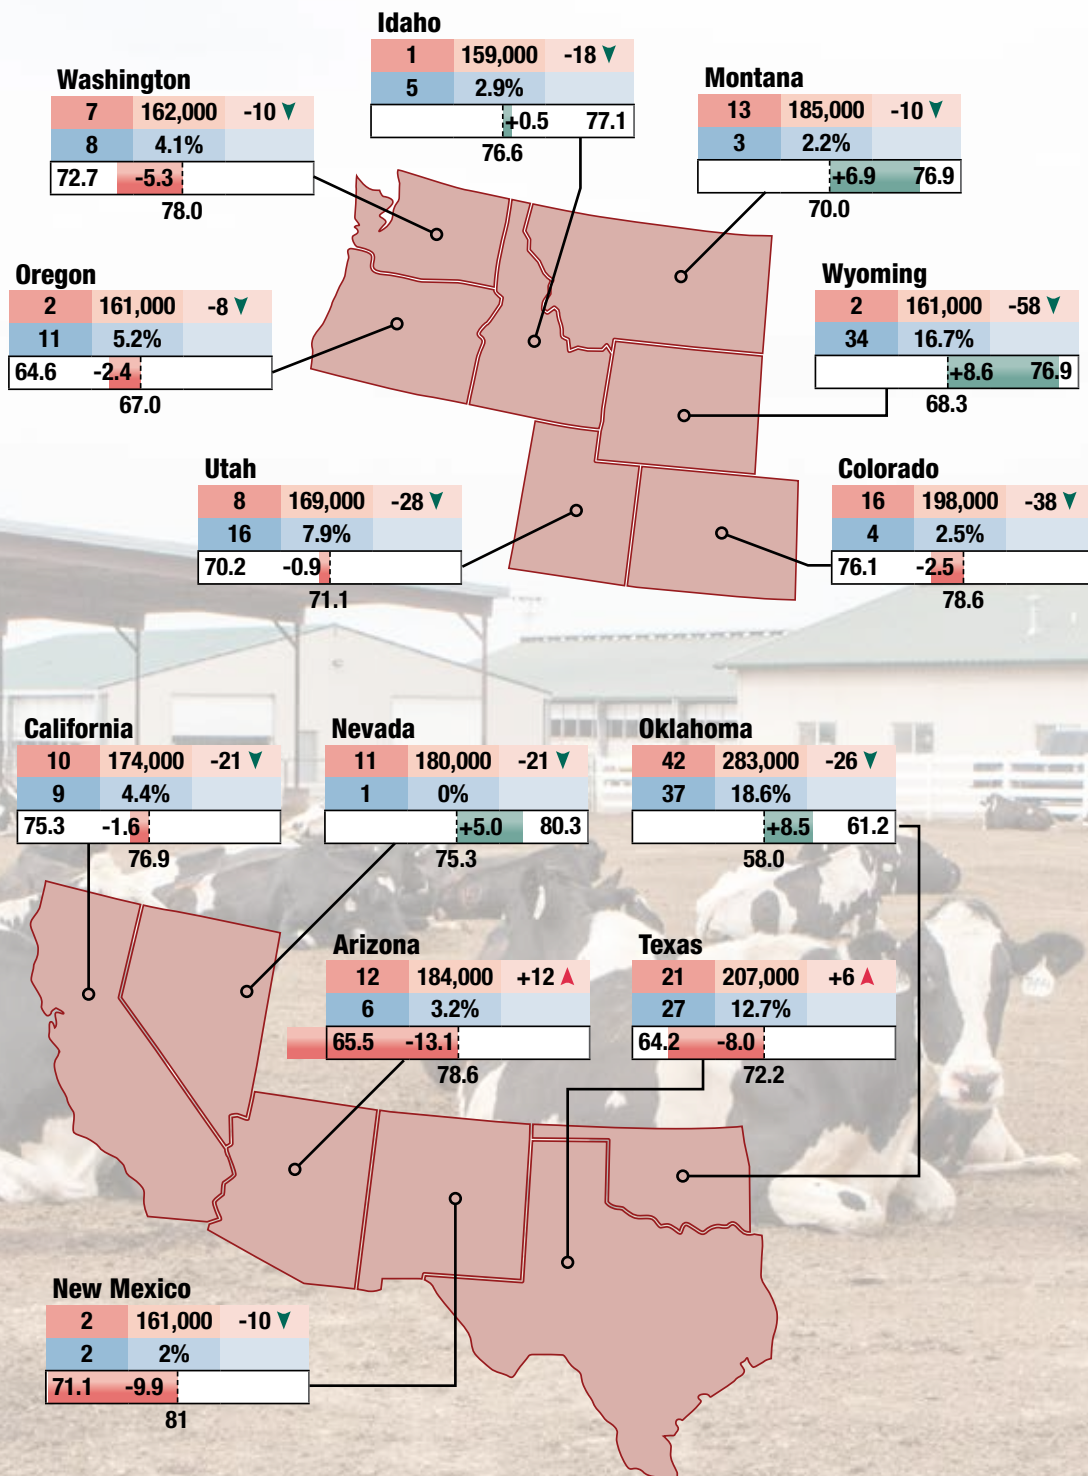 Idaho
1 159,000 -18
5 2.9%
+0.5 77.1
76.6
Washington
7 162,000 -10
8 4.1%
72.7 -5.3
78.0
Montana
13 185,000 -10
3 2.2%
+6.9 76.9
70.0
Oregon
2 161,000 -8
11 5.2%
64.6 -2.4
67.0
Wyoming
2 161,000 -58
34 16.7%
+8.6 76.9
68.3
Utah
8 169,000 -28
16 7.9%
70.2 -0.9
71.1
Colorado
16 198,000 -38
4 2.5%
76.1 -2.5
78.6
California
10 174,000 -21
9 4.4%
75.3 -1.6
76.9
Nevada
11 180,000 -21
1 0%
+5.0 80.3
75.3
Oklahoma
42 283,000 -26
37 18.6%
+8.5 61.2
58.0
Arizona
12 184,000 +12
6 3.2%
65.5 -13.1
78.6
Texas
21 207,000 +6
27 12.7%
64.2 -8.0
72.2
New Mexico
2 161,000 -10
2 2%
71.1 -9.9
81